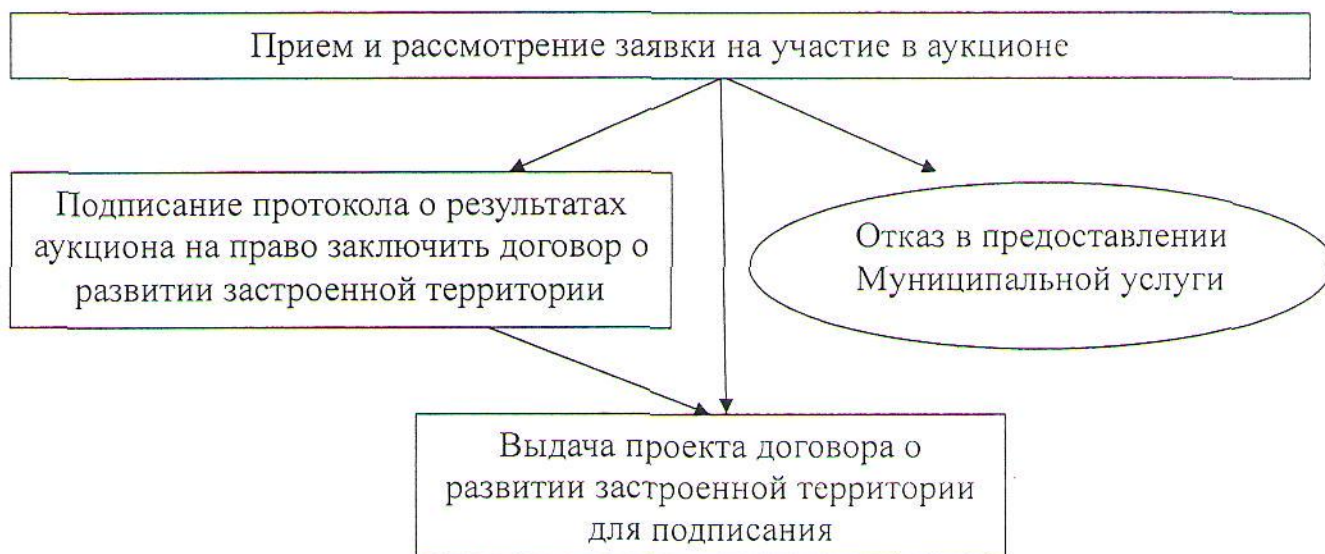 Прием и рассмотрение заявки на участие в аукционе
Подписание протокола о результатах
аукциона на право заключить договор о
развитии застроенной территории
Отказ в предоставлении
Муниципальной услуги
Выдача проекта договора о
развитии застроенной территории
для подписания